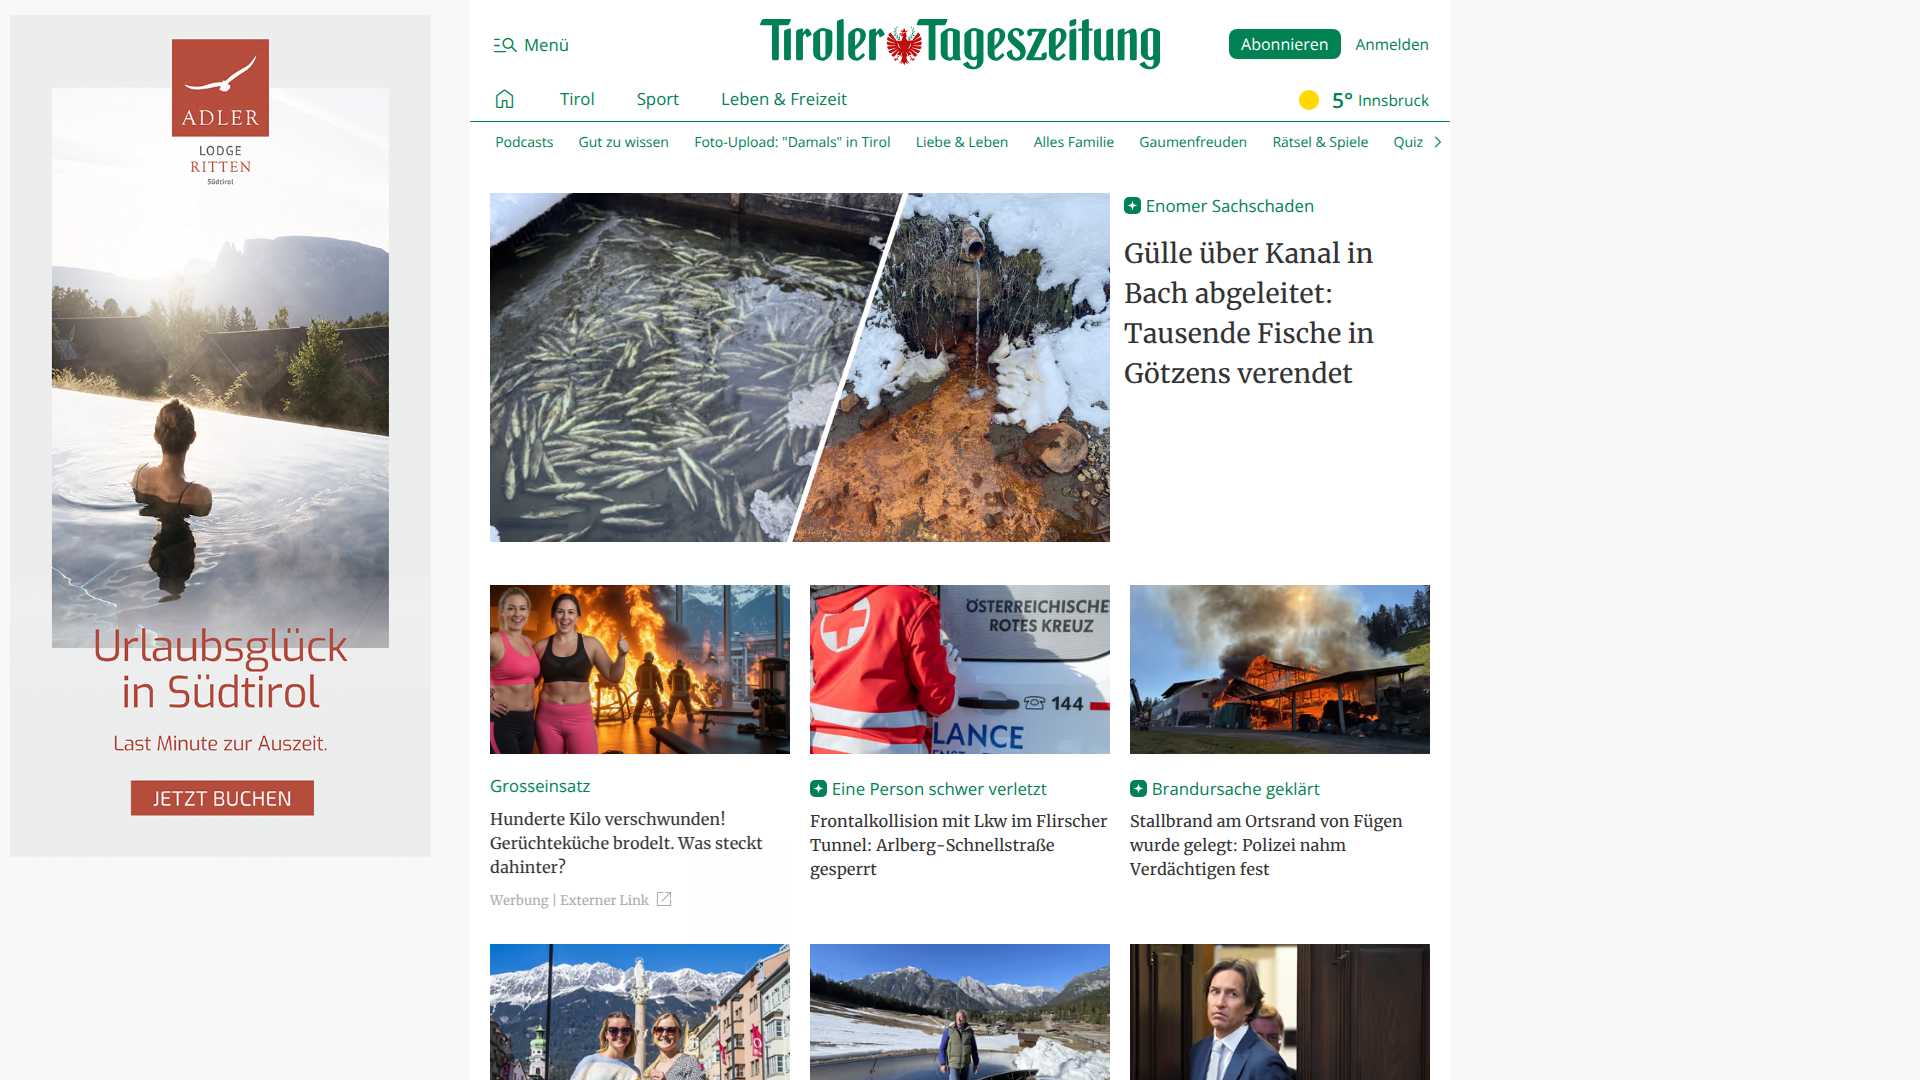 ADLER
LODGE
RITTEN
Südtirol
Urlaubsglück
in Südtirol
Last Minute zur Auszeit.
JETZT BUCHEN
Menü
Tiroler Tageszeitung
Abonnieren
Anmelden
Tirol
Sport
Leben & Freizeit
5° Innsbruck
Podcasts
Gut zu wissen
Foto-Upload: "Damals" in Tirol
Liebe & Leben
Alles Familie
Gaumenfreuden
Rätsel & Spiele
Quiz
Enomer Sachschaden
Gülle über Kanal in
Bach abgeleitet:
Tausende Fische in
Götzens verendet
Grosseinsatz
Hunderte Kilo verschwunden!
Gerüchteküche brodelt. Was steckt
dahinter?
Werbung | Externer Link
ÖSTERREICHISCHE
ROTES KREUZ
144
LANCE
Eine Person schwer verletzt
Frontalkollision mit Lkw im Flirscher
Tunnel: Arlberg-Schnellstraße
gesperrt
Brandursache geklärt
Stallbrand am Ortsrand von Fügen
wurde gelegt: Polizei nahm
Verdächtigen fest